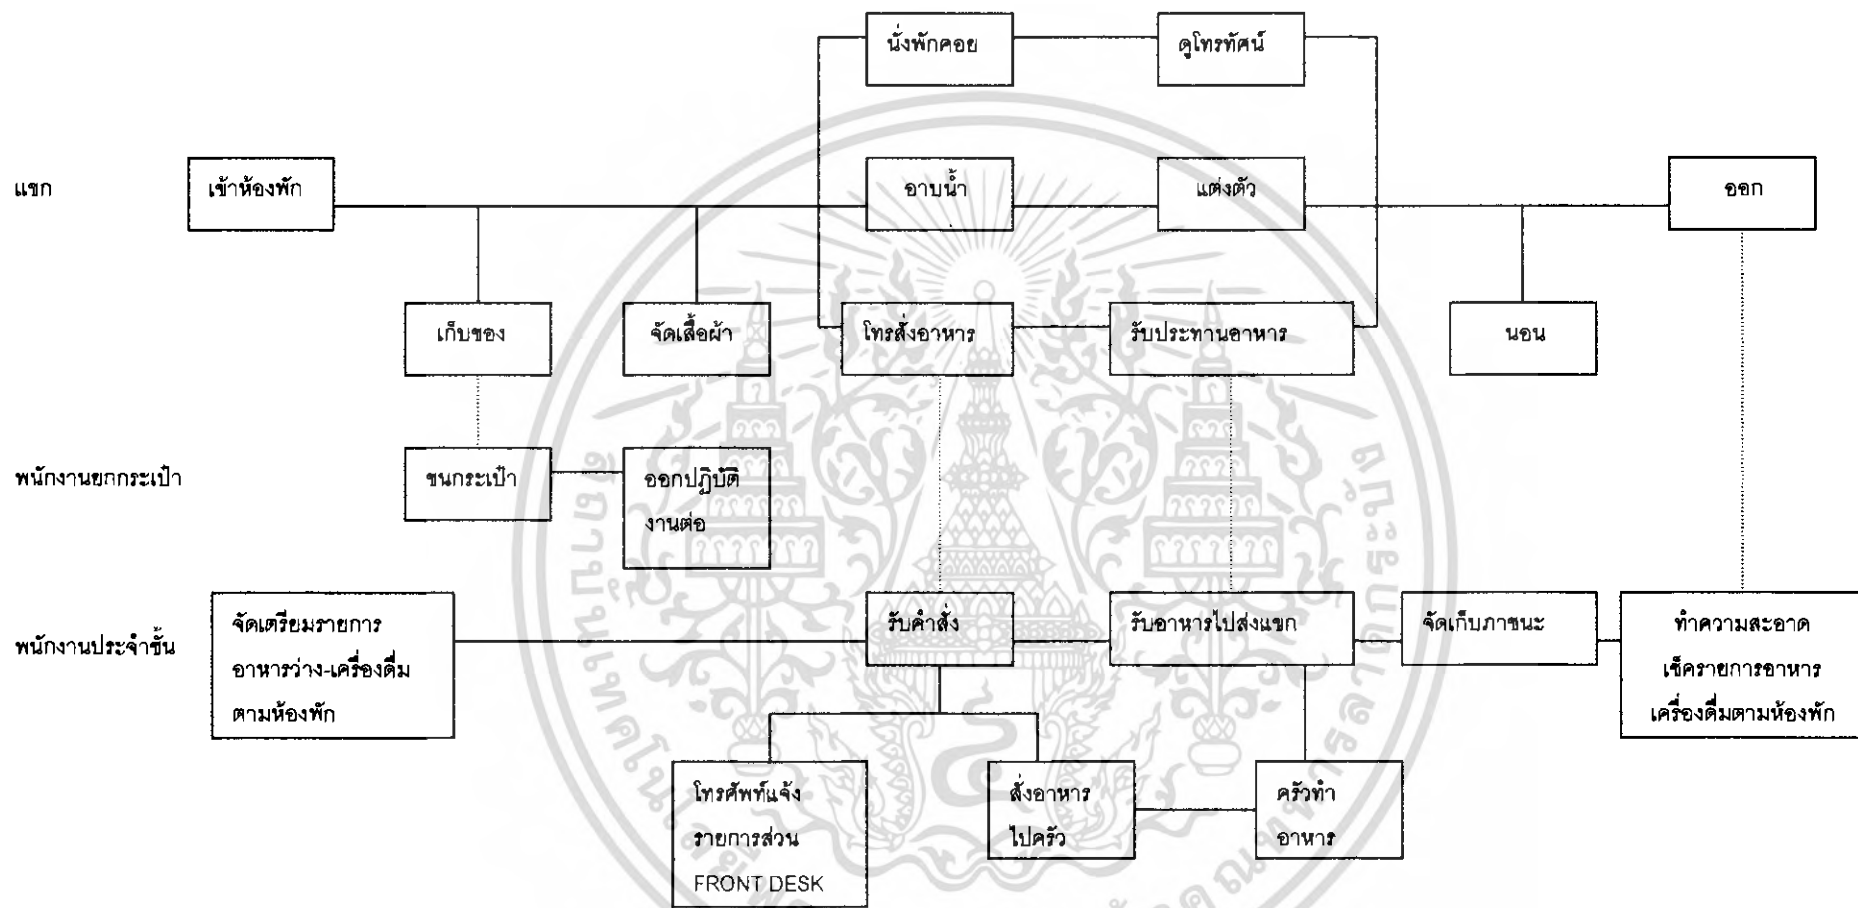 นั่งพักคอย
ดูโทรทัศน์
แขก
เข้าห้องพัก
อาบน้ำ
แต่งตัว
ออก
เก็บของ
จัดเสื้อผ้า
โทรสั่งอาหาร
รับประทานอาหาร
นอน
พนักงานยกกระเป๋า
ขนกระเป๋า
ออกปฏิบัติ
งานต่อ
พนักงานประจำชั้น
จัดเตรียมรายการ
อาหารว่าง-เครื่องดื่ม
ตามห้องพัก
รับคำสั่ง
รับอาหารไปส่งแขก
จัดเก็บภาชนะ
ทำความสะอาด
เช็ครายการอาหาร
เครื่องดื่มตามห้องพัก
โทรศัพท์แจ้ง
รายการส่วน
FRONT DESK
สั่งอาหาร
ไปครัว
ครัวทำ
อาหาร